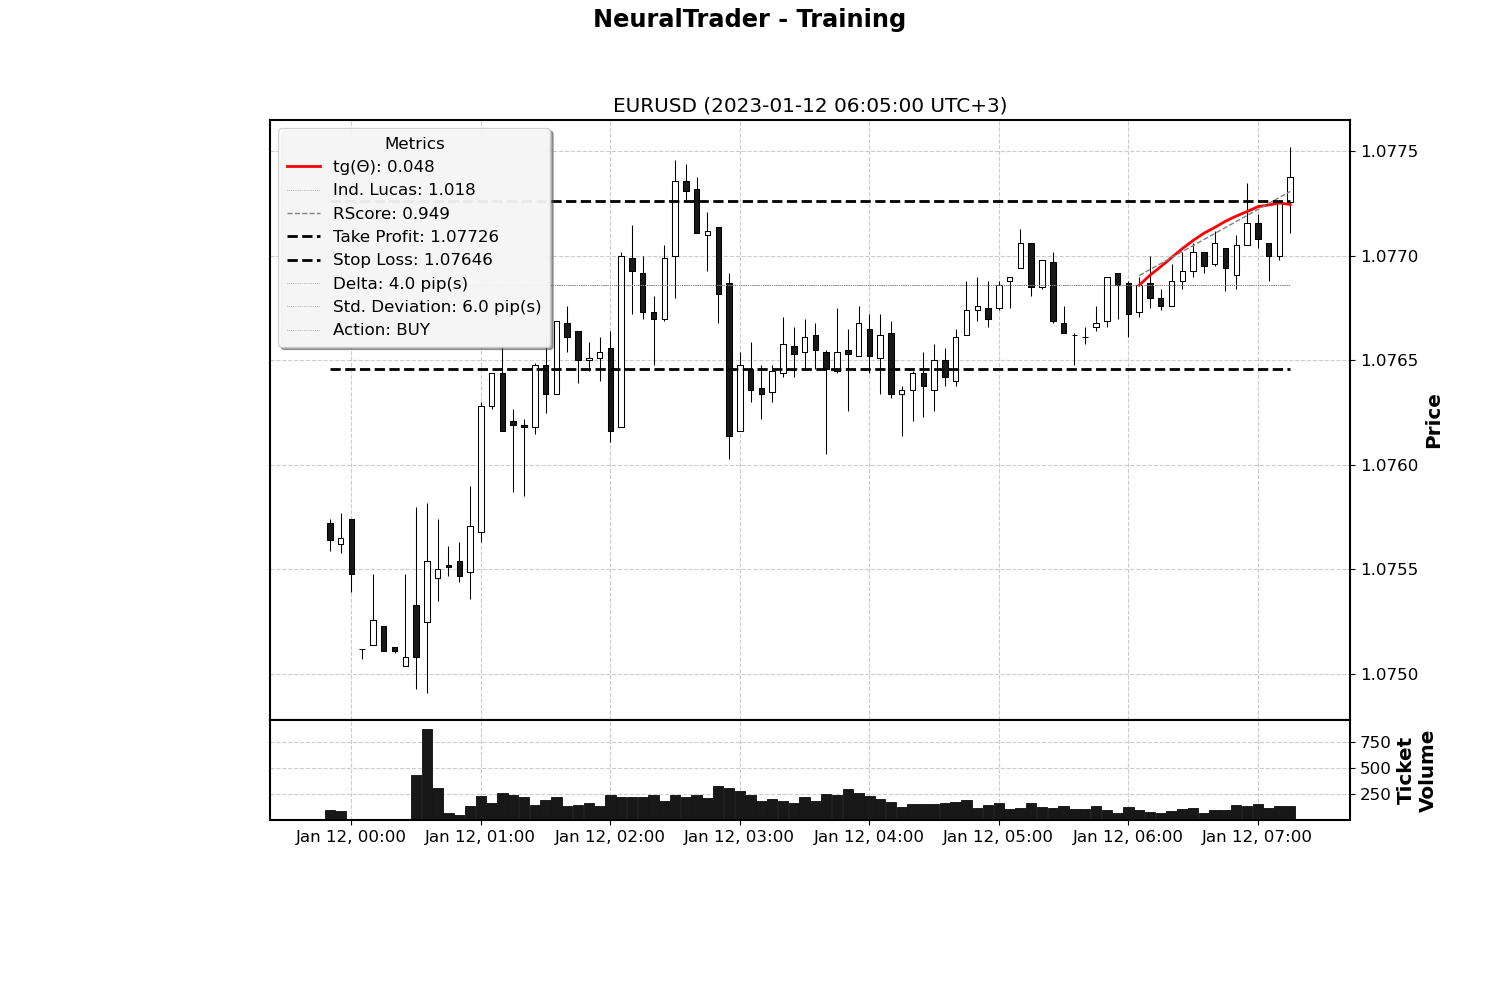 NeuralTrader - Training
EURUSD (2023-01-12 06:05:00 UTC+3)
Metrics
tg(Θ): 0.048
Ind. Lucas: 1.018
RScore: 0.949
Take Profit: 1.07726
Stop Loss: 1.07646
Delta: 4.0 pip(s)
Std. Deviation: 6.0 pip(s)
Action: BUY
1.0775
1.0770
1.0765
1.0760
1.0755
1.0750
Price
750
500
250
Ticket
Volume
Jan 12, 00:00 Jan 12, 01:00 Jan 12, 02:00 Jan 12, 03:00 Jan 12, 04:00 Jan 12, 05:00 Jan 12, 06:00 Jan 12, 07:00